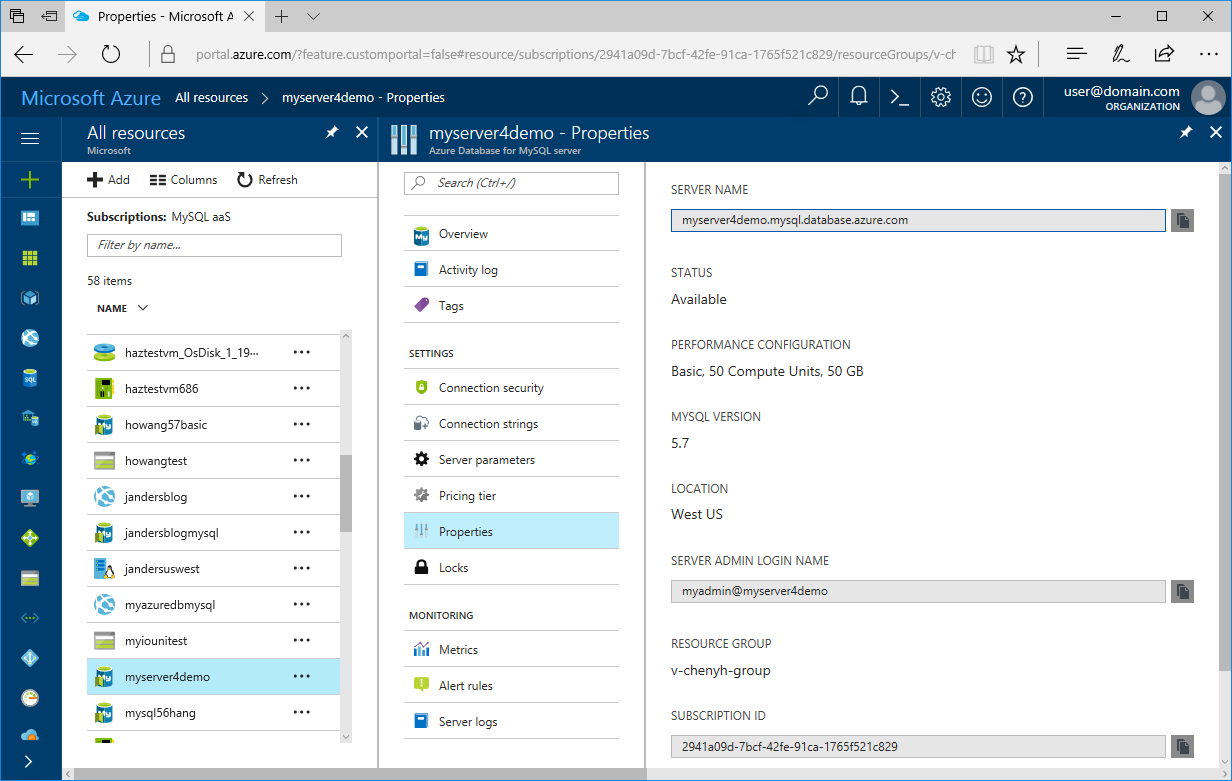 Properties - Microsoft A
portal.azure.com/?feature.customportal=false#resource/subscriptions/2941a09d-7bcf-42fe-91ca-1765f521c829/resourceGroups/v-ch
Microsoft Azure All resources > myserver4demo - Properties
user@domain.com
ORGANIZATION
All resources
Microsoft
Add Columns Refresh
Subscriptions: MySQL aaS
Filter by name...
58 items
NAME
haztestvm_OsDisk_1_19...
haztestvm686
howang57basic
howangtest
jandersblog
jandersblogmysql
jandersuswest
myazuredbmysql
myiounitest
myserver4demo
mysql56hang
myserver4demo - Properties
Azure Database for MySQL server
Search (Ctrl+/)
Overview
Activity log
Tags
SETTINGS
Connection security
Connection strings
Server parameters
Pricing tier
Properties
Locks
MONITORING
Metrics
Alert rules
Server logs
SERVER NAME
myserver4demo.mysql.database.azure.com
STATUS
Available
PERFORMANCE CONFIGURATION
Basic, 50 Compute Units, 50 GB
MYSQL VERSION
5.7
LOCATION
West US
SERVER ADMIN LOGIN NAME
myadmin@myserver4demo
RESOURCE GROUP
v-chenyh-group
SUBSCRIPTION ID
2941a09d-7bcf-42fe-91ca-1765f521c829